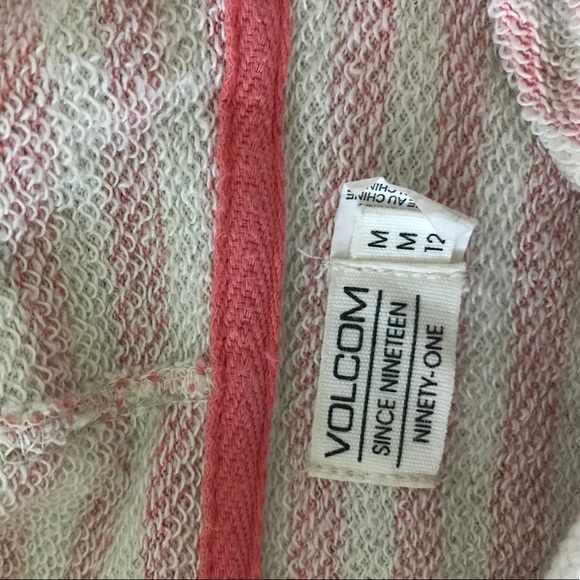 VOLCOM
SINCE NINETEEN
NINETY-ONE
M
M
12